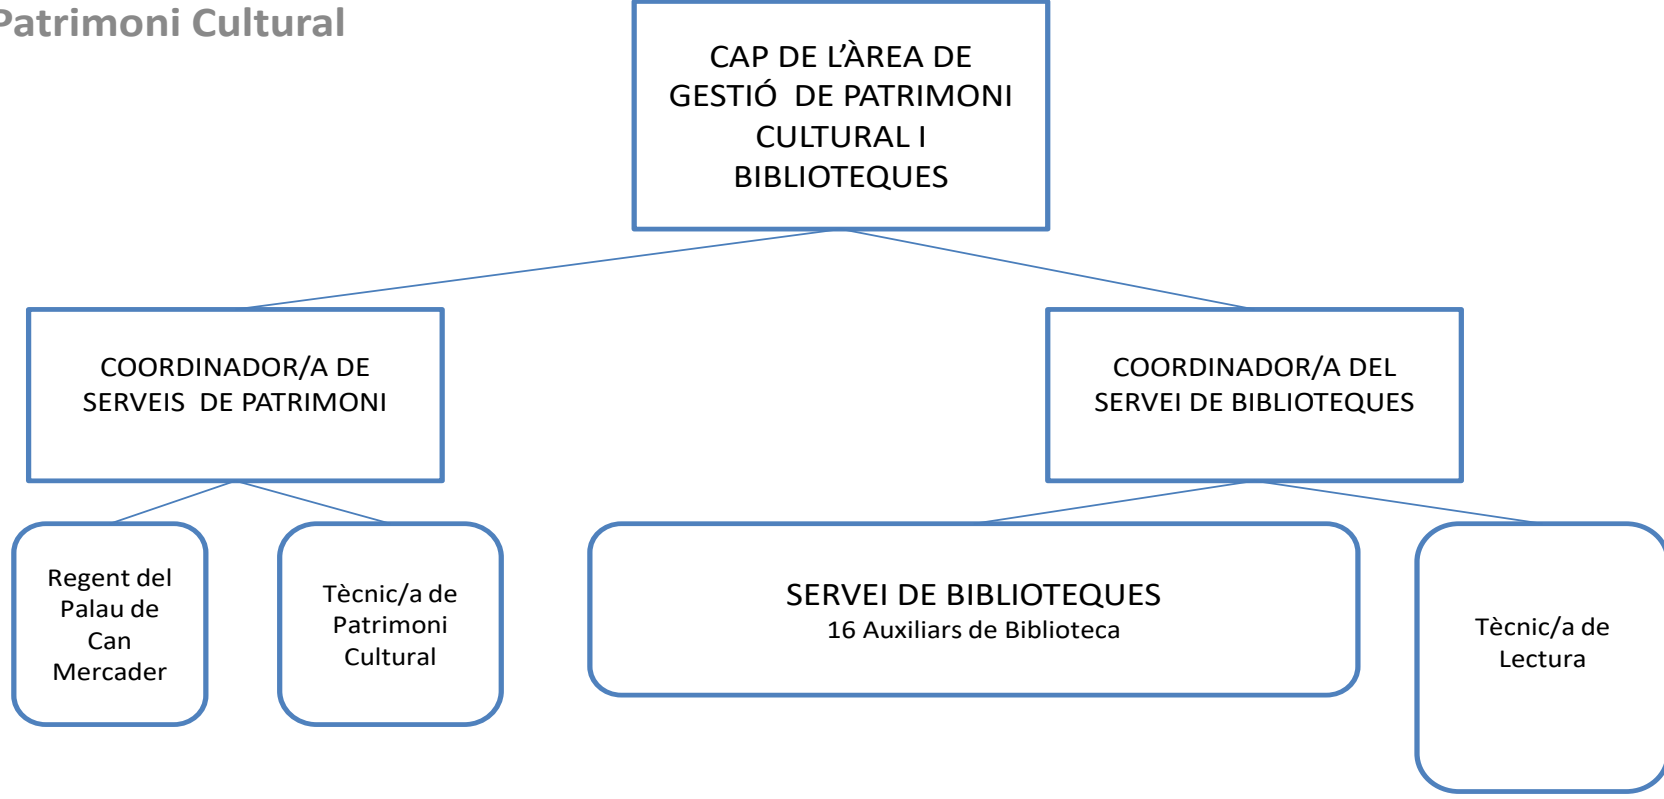 Patrimoni Cultural
CAP DE L'ÀREA DE
GESTIÓ DE PATRIMONI
CULTURAL I
BIBLIOTEQUES
COORDINADOR/A DE
SERVEIS DE PATRIMONI
COORDINADOR/A DEL
SERVEI DE BIBLIOTEQUES
Regent del
Palau de
Can
Mercader
Tècnic/a de
Patrimoni
Cultural
SERVEI DE BIBLIOTEQUES
16 Auxiliars de Biblioteca
Tècnic/a de
Lectura